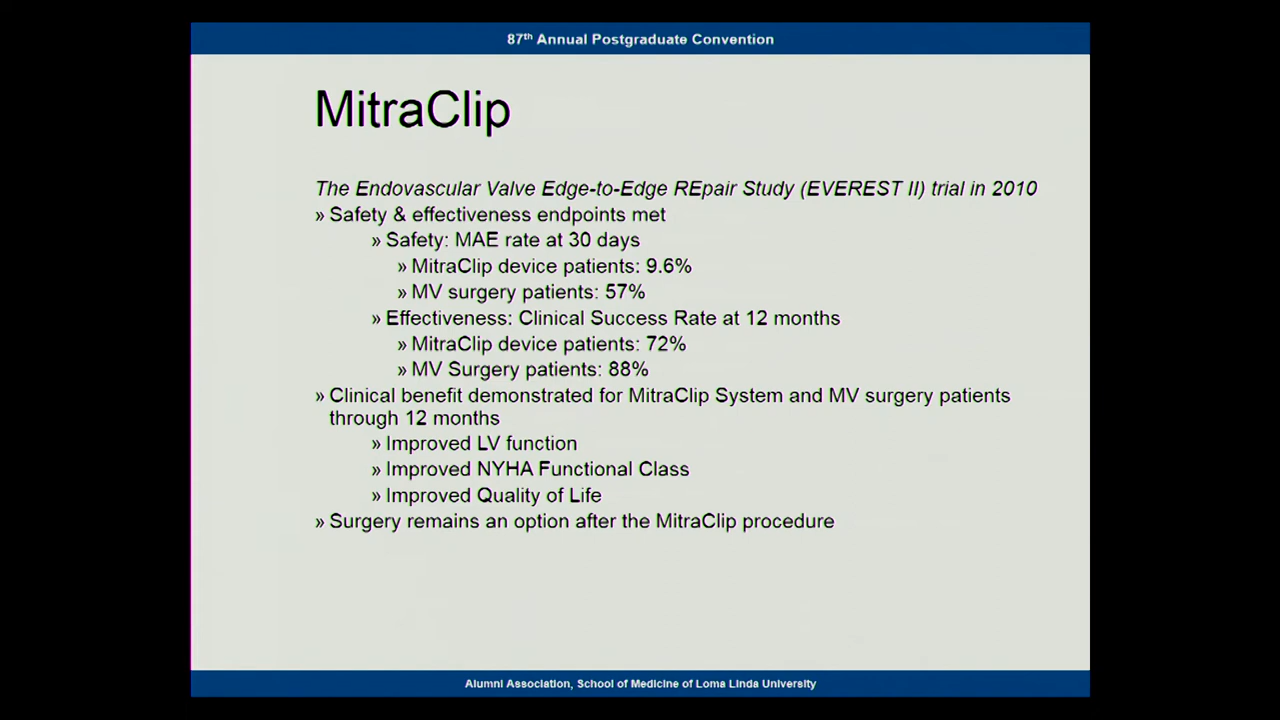 87th Annual Postgraduate Convention
MitraClip
The Endovascular Valve Edge-to-Edge REpair Study (EVEREST II) trial in 2010
» Safety & effectiveness endpoints met
» Safety: MAE rate at 30 days
» MitraClip device patients: 9.6%
» MV surgery patients: 57%
» Effectiveness: Clinical Success Rate at 12 months
» MitraClip device patients: 72%
» MV Surgery patients: 88%
» Clinical benefit demonstrated for MitraClip System and MV surgery patients
through 12 months
» Improved LV function
» Improved NYHA Functional Class
» Improved Quality of Life
» Surgery remains an option after the MitraClip procedure
Alumni Association, School of Medicine of Loma Linda University